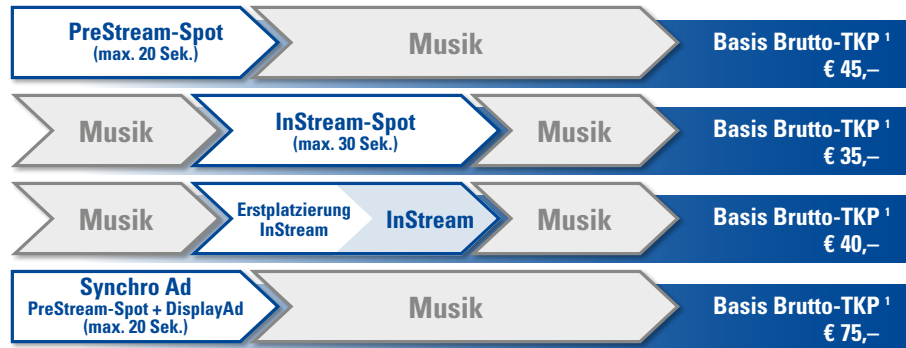 PreStream-Spot
(max. 20 Sek.)
Musik
Basis Brutto-TKP ¹
€ 45,–
Musik
InStream-Spot
(max. 30 Sek.)
Musik
Basis Brutto-TKP ¹
€ 35,–
Musik
Erstplatzierung
InStream
InStream
Musik
Basis Brutto-TKP ¹
€ 40,–
Synchro Ad
PreStream-Spot + DisplayAd
(max. 20 Sek.)
Musik
Basis Brutto-TKP ¹
€ 75,–